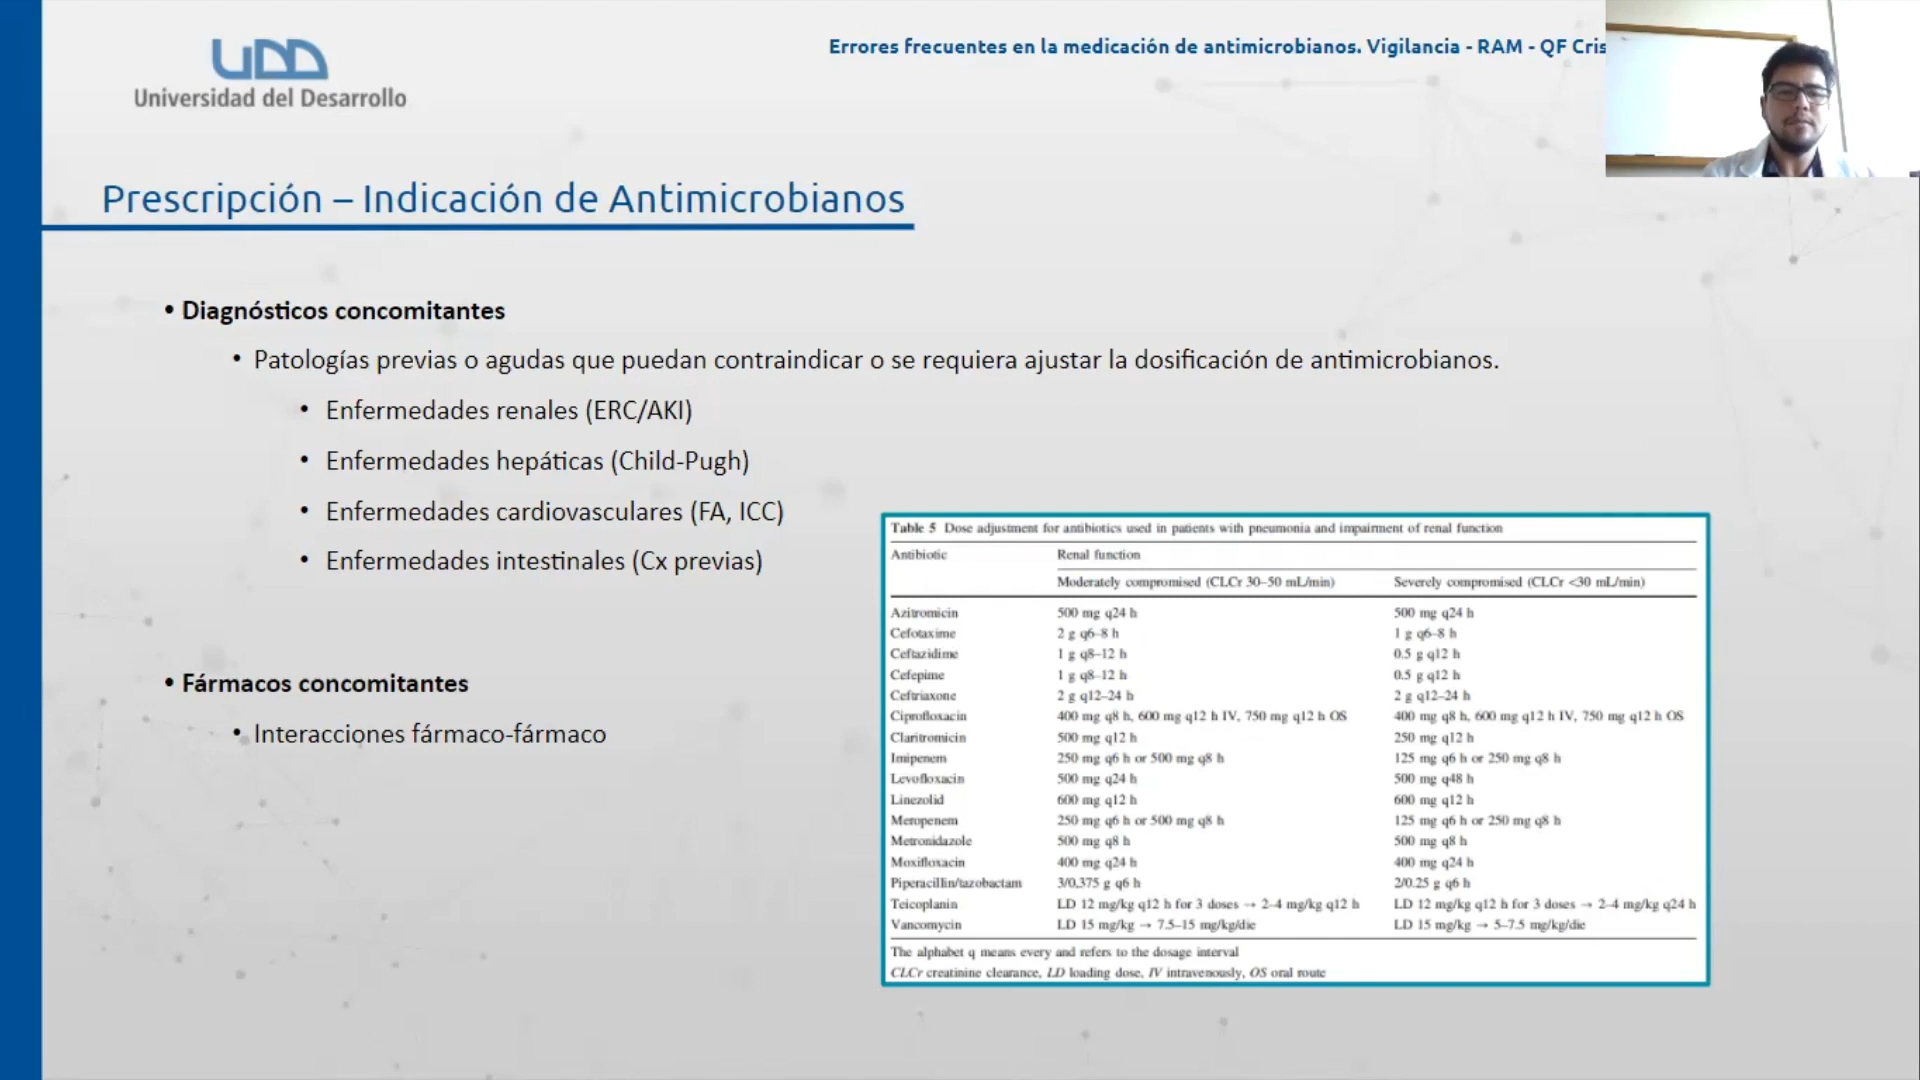 UDD
Universidad del Desarrollo
Errores frecuentes en la medicación de antimicrobianos. Vigilancia - RAM - QF Cris
Prescripción – Indicación de Antimicrobianos
• Diagnósticos concomitantes
• Patologías previas o agudas que puedan contraindicar o se requiera ajustar la dosificación de antimicrobianos.
• Enfermedades renales (ERC/AKI)
• Enfermedades hepáticas (Child-Pugh)
• Enfermedades cardiovasculares (FA, ICC)
• Enfermedades intestinales (Cx previas)
• Fármacos concomitantes
• Interacciones fármaco-fármaco
Table 5 Dose adjustment for antibiotics used in patients with pneumonia and impairment of renal function
Antibiotic Renal function
Moderately compromised (CLCr 30–50 mL/min) Severely compromised (CLCr <30 mL/min)
Azitromicin 500 mg q24 h 500 mg q24 h
Cefotaxime 2 g q6–8 h 1 g q6–8 h
Ceftazidime 1 g q8–12 h 0.5 g q12 h
Cefepime 1 g q8–12 h 0.5 g q12 h
Ceftriaxone 2 g q12–24 h 2 g q12–24 h
Ciprofloxacin 400 mg q8 h, 600 mg q12 h IV, 750 mg q12 h OS 400 mg q8 h, 600 mg q12 h IV, 750 mg q12 h OS
Claritromicin 500 mg q12 h 250 mg q12 h
Imipenem 250 mg q6 h or 500 mg q8 h 125 mg q6 h or 250 mg q8 h
Levofloxacin 500 mg q24 h 500 mg q48 h
Linezolid 600 mg q12 h 600 mg q12 h
Meropenem 250 mg q6 h or 500 mg q8 h 125 mg q6 h or 250 mg q8 h
Metronidazole 500 mg q8 h 500 mg q8 h
Moxifloxacin 400 mg q24 h 400 mg q24 h
Piperacillin/tazobactam 3/0.375 g q6 h 2/0.25 g q6 h
Teicoplanin LD 12 mg/kg q12 h for 3 doses → 2–4 mg/kg q12 h LD 12 mg/kg q12 h for 3 doses → 2–4 mg/kg q24 h
Vancomycin LD 15 mg/kg → 7.5–15 mg/kg/die LD 15 mg/kg → 5–7.5 mg/kg/die
The alphabet q means every and refers to the dosage interval
CLCr creatinine clearance, LD loading dose, IV intravenously, OS oral route